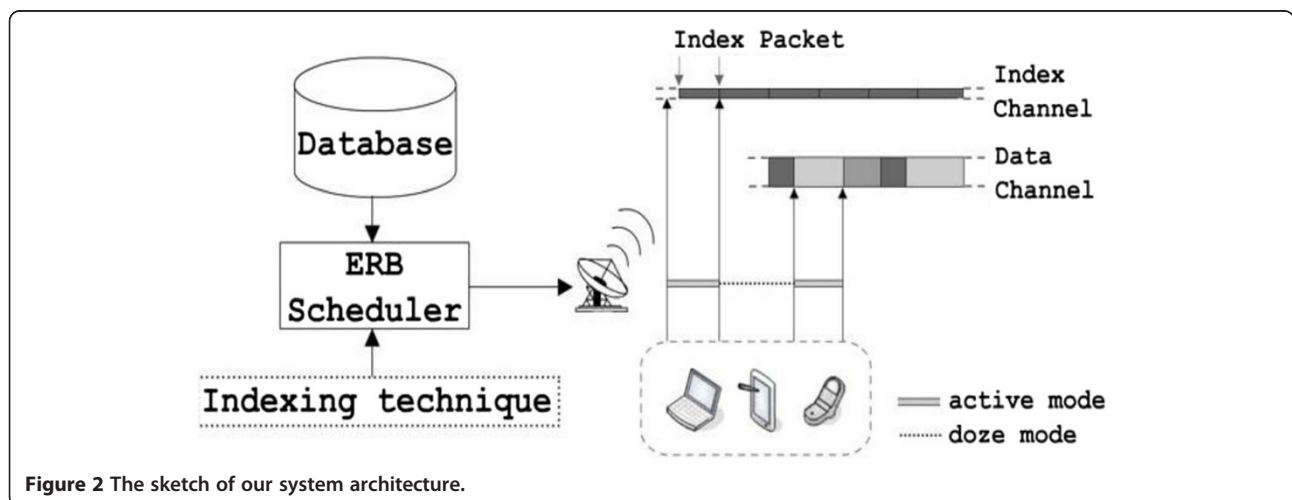 Index Packet
Index
Channel
Database
Data
Channel
ERB
Scheduler
Indexing technique
active mode
doze mode
Figure 2 The sketch of our system architecture.